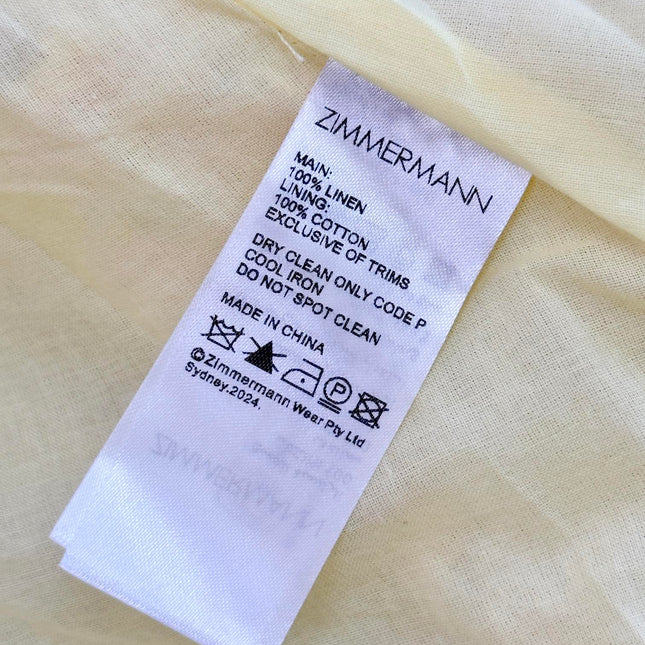 ZIMMERMANN
MAIN:
100% LINEN
LINING:
100% COTTON
EXCLUSIVE OF TRIMS
DRY CLEAN ONLY CODE P
COOL IRON
DO NOT SPOT CLEAN
MADE IN CHINA
P
©Zimmermann Wear Pty Ltd
Sydney.2024.
ZIMMERMANN